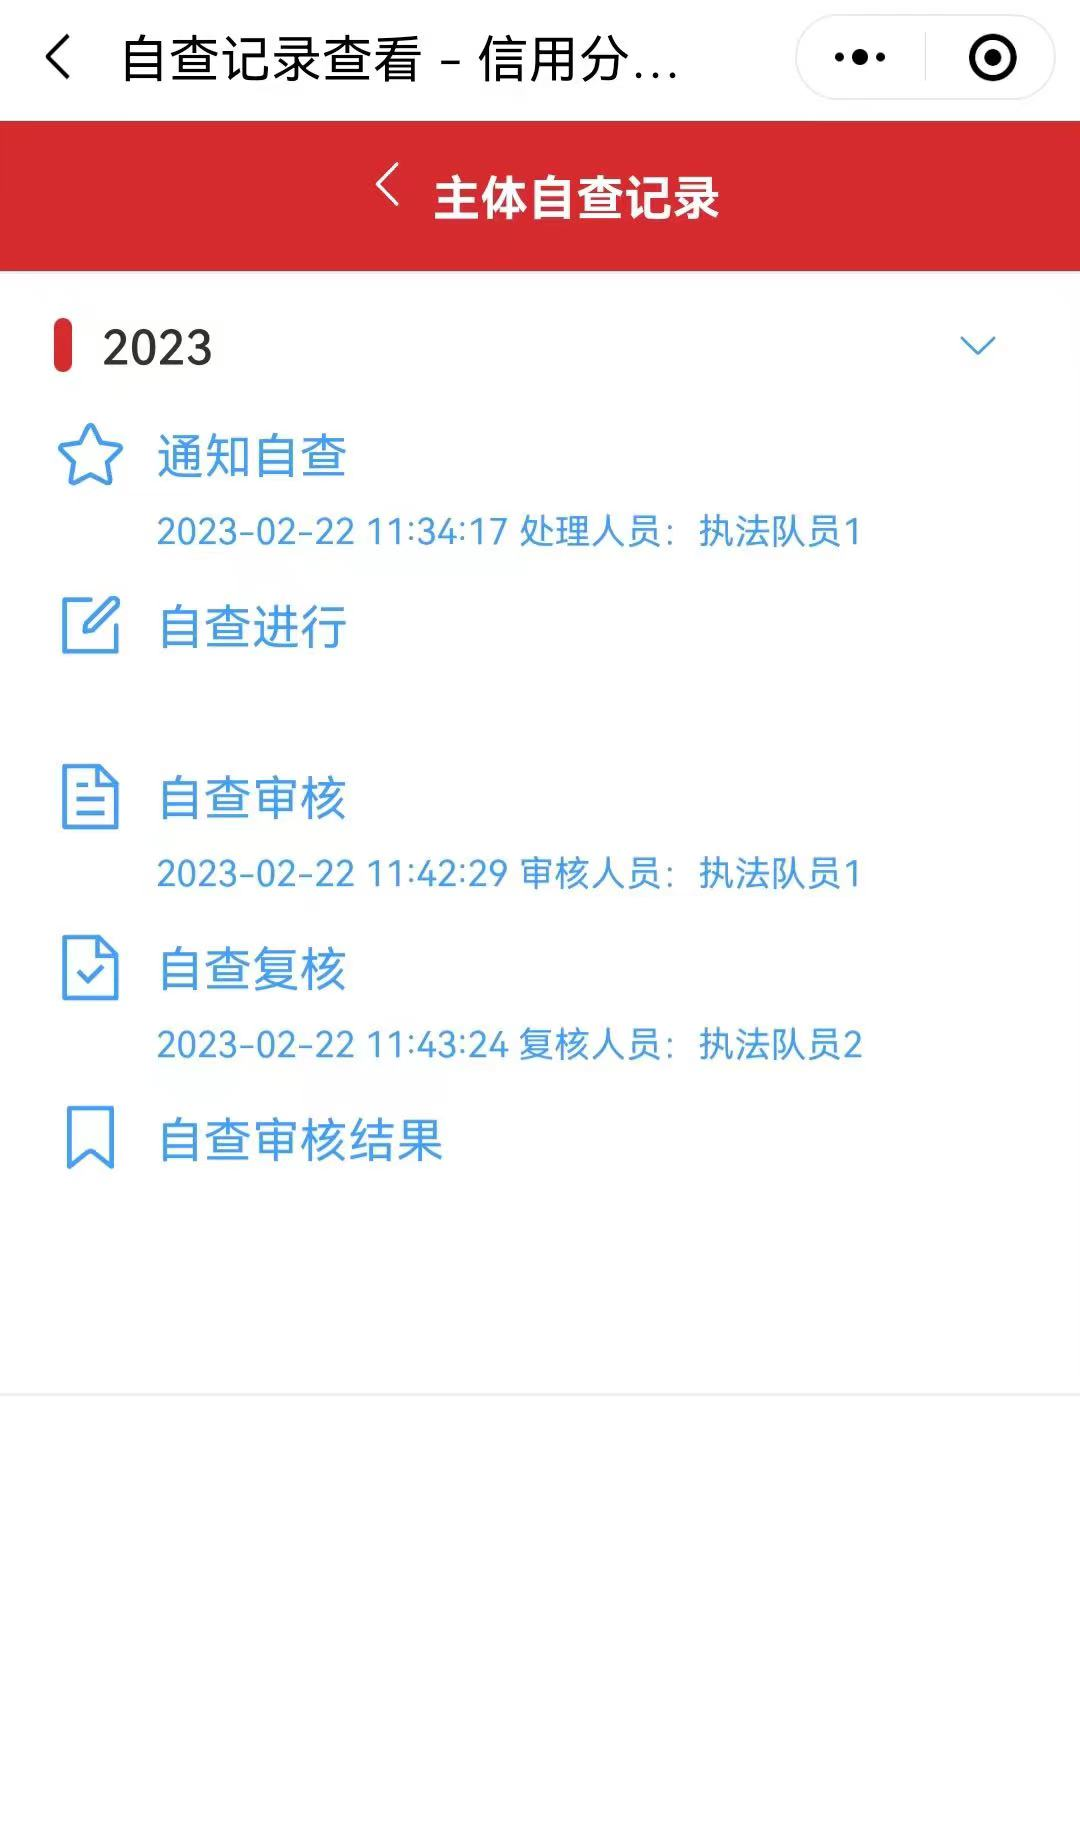 自查记录查看 - 信用分...
主体自查记录
2023
通知自查
2023-02-22 11:34:17 处理人员：执法队员1
自查进行
自查审核
2023-02-22 11:42:29 审核人员：执法队员1
自查复核
2023-02-22 11:43:24 复核人员：执法队员2
自查审核结果